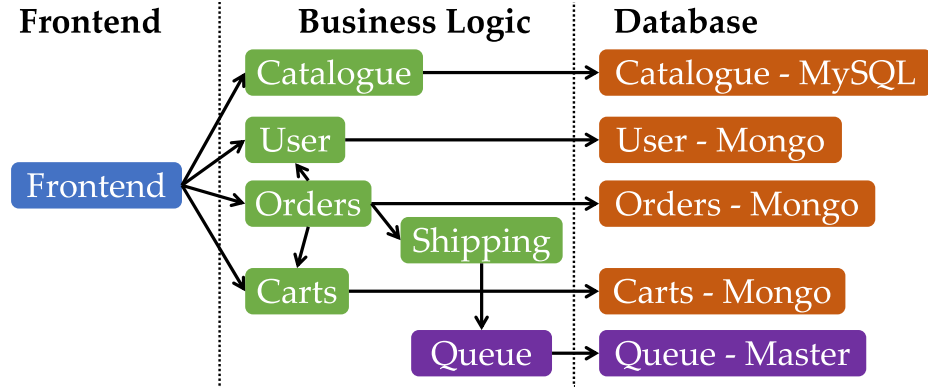 Frontend Business Logic Database
Catalogue Catalogue - MySQL
User User - Mongo
Frontend
Orders Orders - Mongo
Shipping
Carts Carts - Mongo
Queue Queue - Master